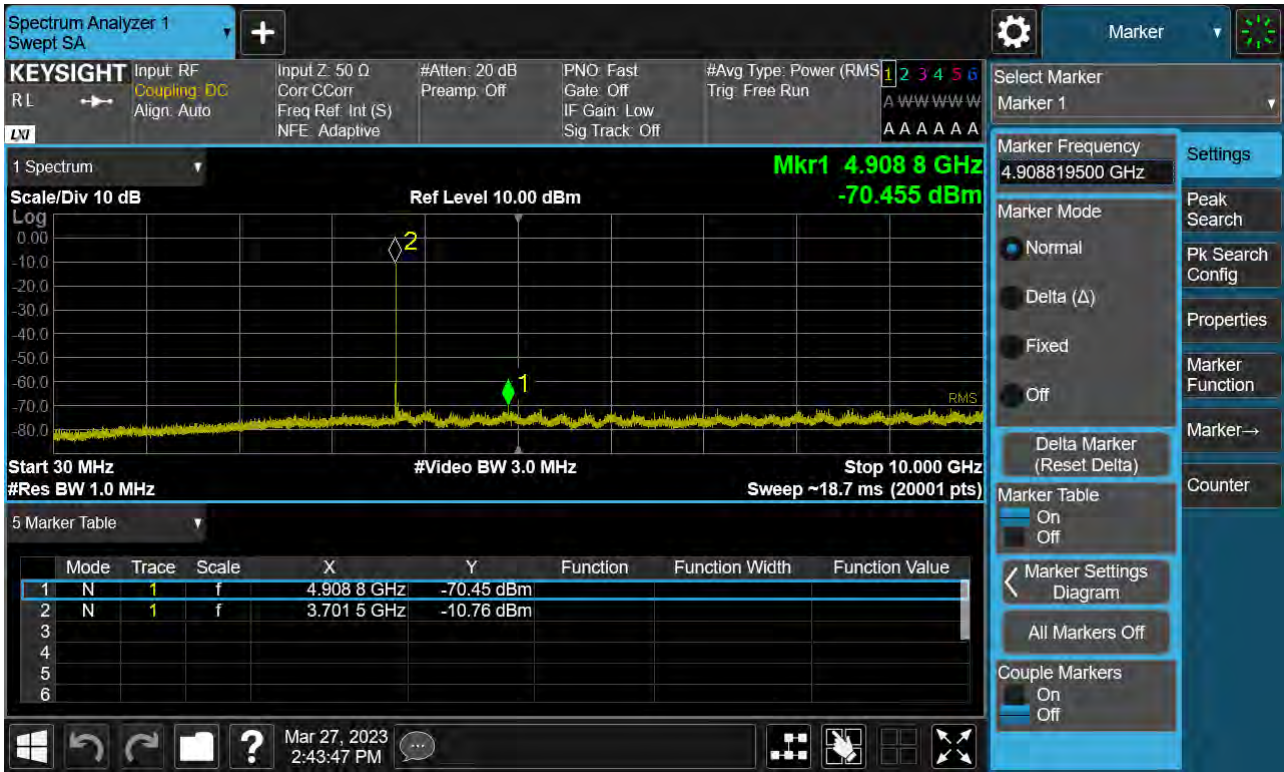 Spectrum Analyzer 1
Swept SA
Marker
KEYSIGHT
RL
LXI
Input: RF
Coupling: DC
Align: Auto
Input Z: 50 Ω
Corr CCorr
Freq Ref: Int (S)
NFE: Adaptive
#Atten: 20 dB
Preamp: Off
PNO: Fast
Gate: Off
IF Gain: Low
Sig Track: Off
#Avg Type: Power (RMS
Trig: Free Run
1 2 3 4 5 6
A W W W W W
A A A A A A
Select Marker
Marker 1
1 Spectrum
Mkr1 4.908 8 GHz
-70.455 dBm
Scale/Div 10 dB
Ref Level 10.00 dBm
Log
0.00
-10.0
-20.0
-30.0
-40.0
-50.0
-60.0
-70.0
-80.0
2
1
RMS
Start 30 MHz
#Video BW 3.0 MHz
Stop 10.000 GHz
#Res BW 1.0 MHz
Sweep ~18.7 ms (20001 pts)
5 Marker Table
Mode Trace Scale X Y Function Function Width Function Value
1 N 1 f 4.908 8 GHz -70.45 dBm
2 N 1 f 3.701 5 GHz -10.76 dBm
3
4
5
6
Marker Frequency
4.908819500 GHz
Marker Mode
Normal
Delta (Δ)
Fixed
Off
Delta Marker
(Reset Delta)
Marker Table
On
Off
Marker Settings
Diagram
All Markers Off
Couple Markers
On
Off
Settings
Peak
Search
Pk Search
Config
Properties
Marker
Function
Marker→
Counter
Mar 27, 2023
2:43:47 PM